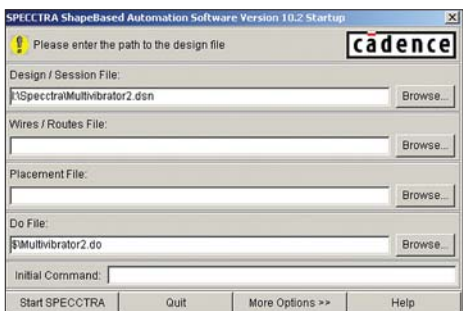 SPECCTRA ShapeBased Automation Software Version 10.2 Startup
Please enter the path to the design file
cādence
Design / Session File:
I:\Specctra\Multivibrator2.dsn
Browse...
Wires / Routes File:
Browse...
Placement File:
Browse...
Do File:
$\Multivibrator2.do
Browse...
Initial Command:
Start SPECCTRA Quit More Options >> Help